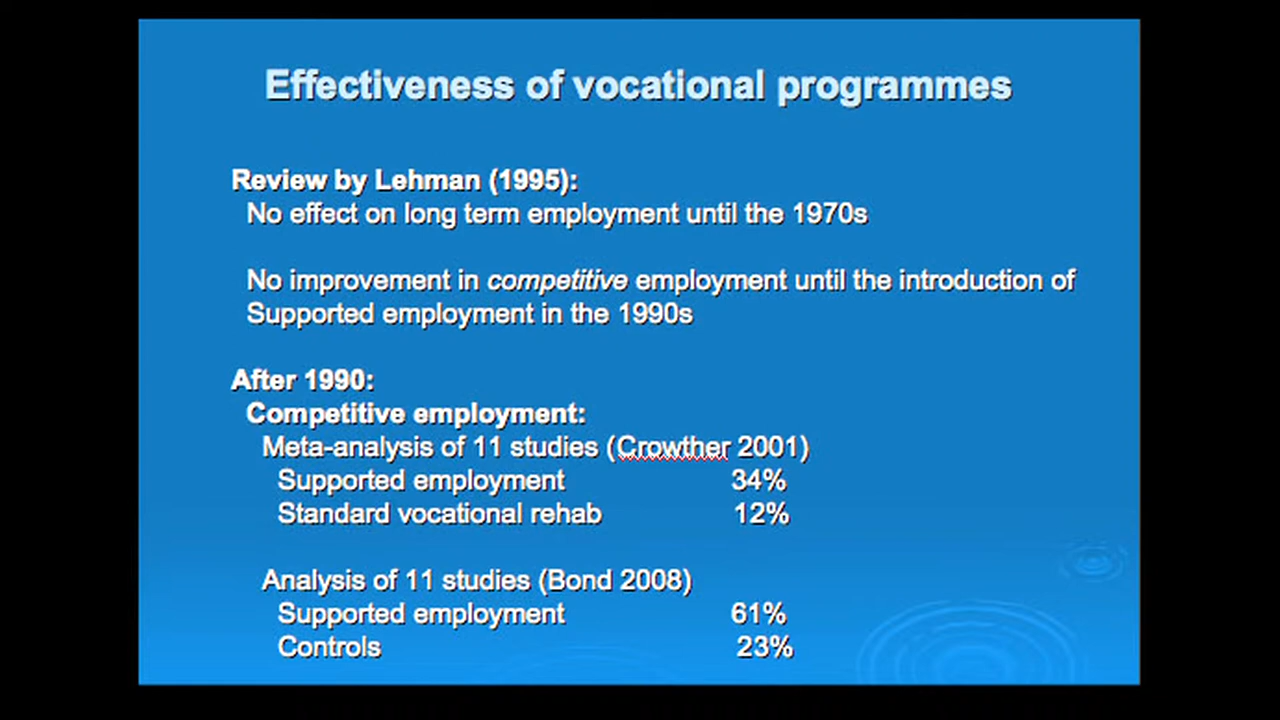 Effectiveness of vocational programmes
Review by Lehman (1995):
No effect on long term employment until the 1970s
No improvement in competitive employment until the introduction of
Supported employment in the 1990s
After 1990:
Competitive employment:
Meta-analysis of 11 studies (Crowther 2001)
Supported employment 34%
Standard vocational rehab 12%
Analysis of 11 studies (Bond 2008)
Supported employment 61%
Controls 23%